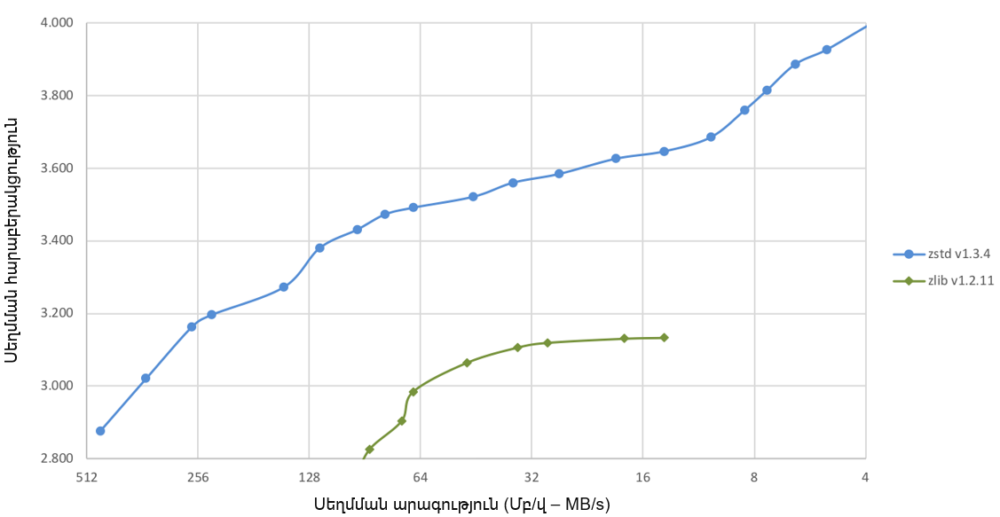 4.000
3.800
3.600
3.400
3.200
3.000
2.800
Սեղմման հարաբերակցություն
512 256 128 64 32 16 8 4
Սեղմման արագություն (Մբ/վ – MB/s)
zstd v1.3.4
zlib v1.2.11